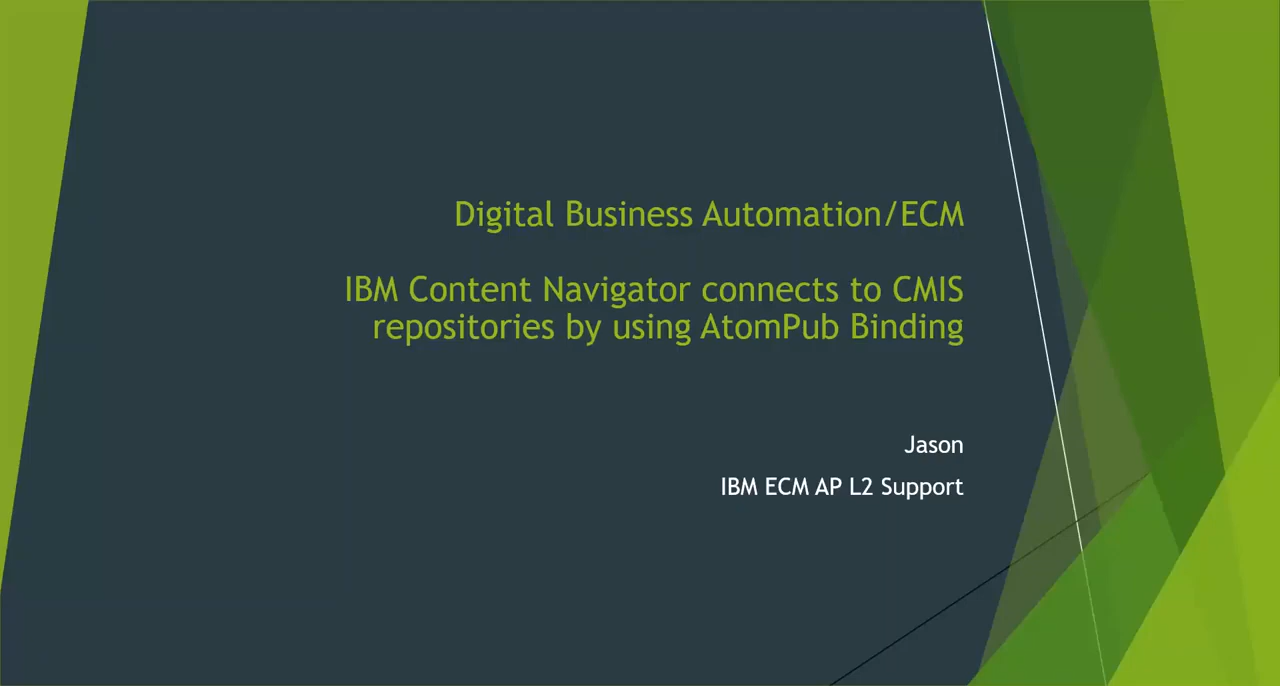 Digital Business Automation/ECM
IBM Content Navigator connects to CMIS
repositories by using AtomPub Binding
Jason
IBM ECM AP L2 Support